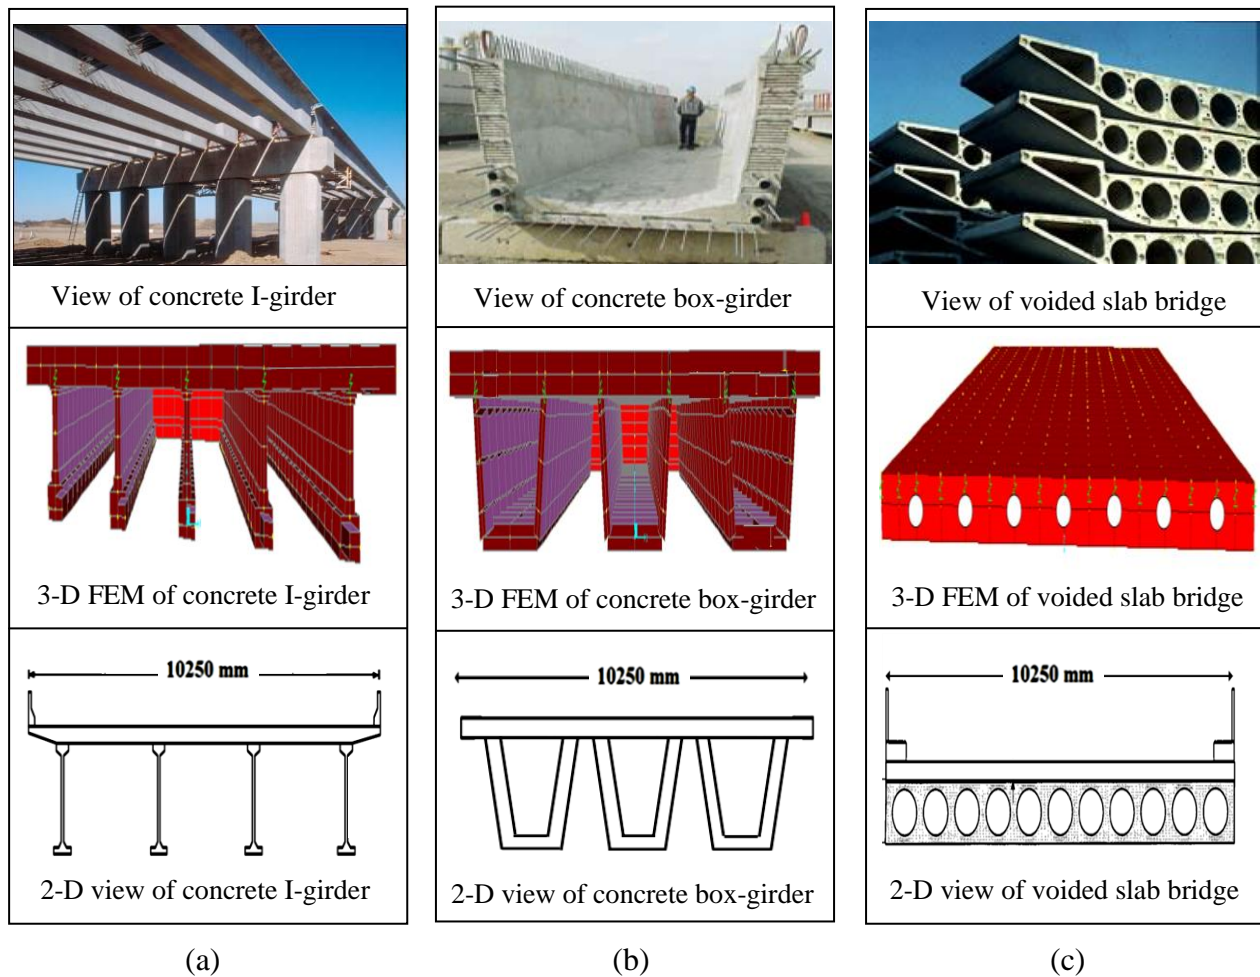 View of concrete I-girder
View of concrete box-girder
View of voided slab bridge
3-D FEM of concrete I-girder
3-D FEM of concrete box-girder
3-D FEM of voided slab bridge
10250 mm
10250 mm
10250 mm
2-D view of concrete I-girder
2-D view of concrete box-girder
2-D view of voided slab bridge
(a)
(b)
(c)